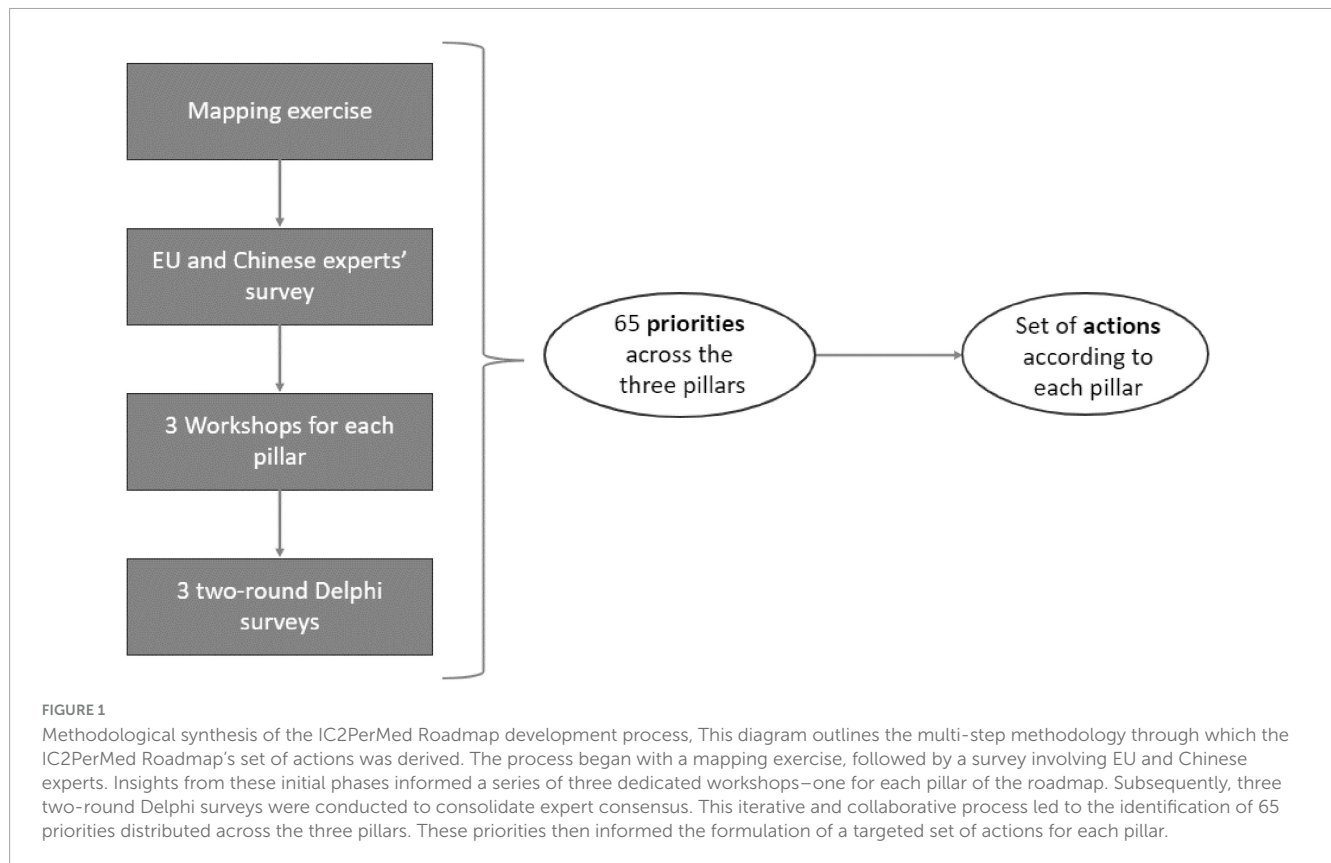 Mapping exercise
EU and Chinese experts'
survey
3 Workshops for each
pillar
3 two-round Delphi
surveys
65 priorities
across the
three pillars
Set of actions
according to
each pillar
FIGURE 1
Methodological synthesis of the IC2PerMed Roadmap development process, This diagram outlines the multi-step methodology through which the
IC2PerMed Roadmap's set of actions was derived. The process began with a mapping exercise, followed by a survey involving EU and Chinese
experts. Insights from these initial phases informed a series of three dedicated workshops–one for each pillar of the roadmap. Subsequently, three
two-round Delphi surveys were conducted to consolidate expert consensus. This iterative and collaborative process led to the identification of 65
priorities distributed across the three pillars. These priorities then informed the formulation of a targeted set of actions for each pillar.